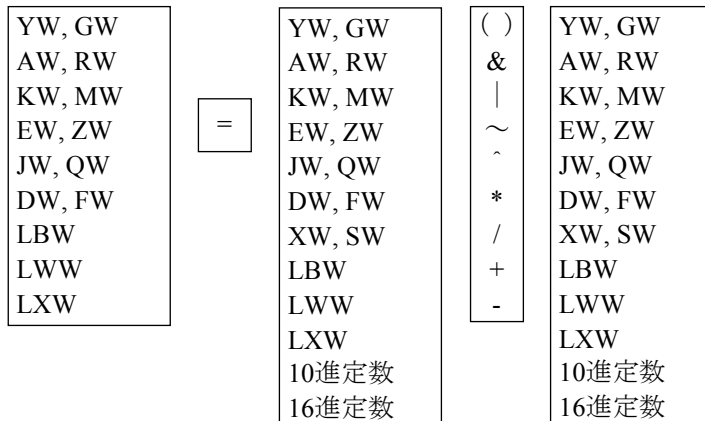 YW, GW
AW, RW
KW, MW
EW, ZW
JW, QW
DW, FW
LBW
LWW
LXW
=
YW, GW
AW, RW
KW, MW
EW, ZW
JW, QW
DW, FW
XW, SW
LBW
LWW
LXW
10進定数
16進定数
( )
&
|
～
^
*
/
+
-
YW, GW
AW, RW
KW, MW
EW, ZW
JW, QW
DW, FW
XW, SW
LBW
LWW
LXW
10進定数
16進定数